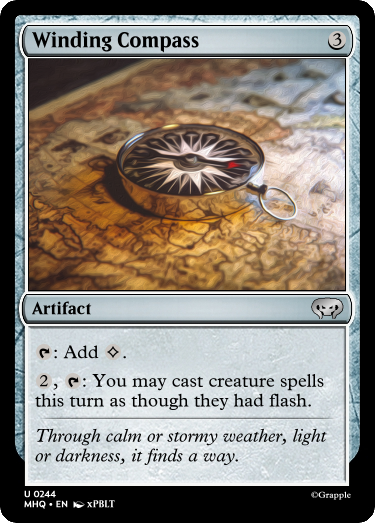 Winding Compass 3
Artifact
: Add .
2, : You may cast creature spells
this turn as though they had flash.
Through calm or stormy weather, light
or darkness, it finds a way.
U 0244
MHQ • EN xPBLT
©Grapple